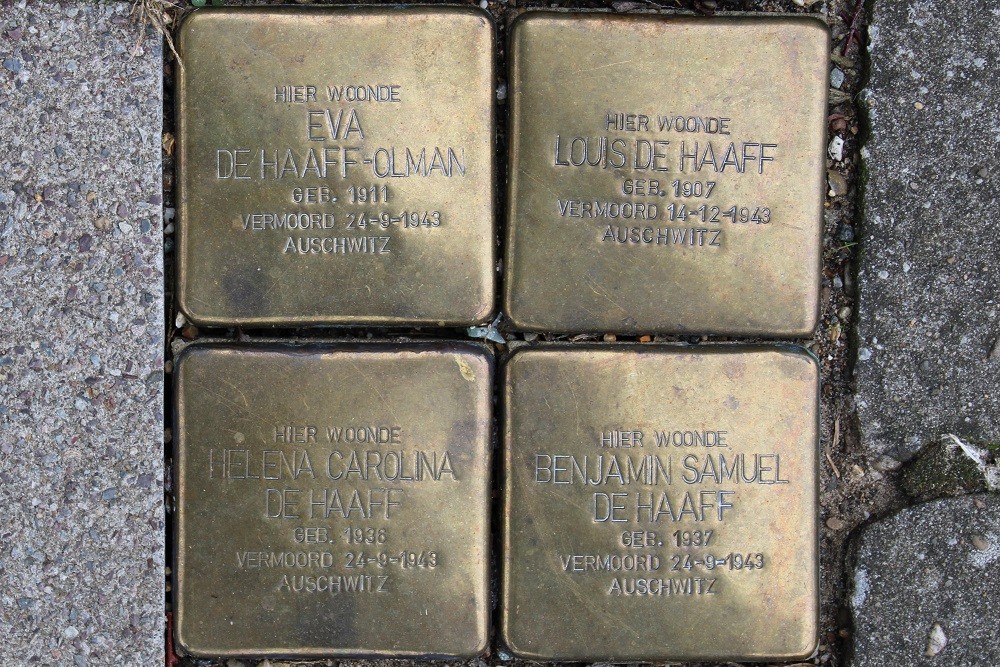 HIER WOONDE
EVA
DE HAAFF-OLMAN
GEB. 1911
VERMOORD 24-9-1943
AUSCHWITZ
HIER WOONDE
LOUIS DE HAAFF
GEB. 1907
VERMOORD 14-12-1943
AUSCHWITZ
HIER WOONDE
HELENA CAROLINA
DE HAAFF
GEB. 1936
VERMOORD 24-9-1943
AUSCHWITZ
HIER WOONDE
BENJAMIN SAMUEL
DE HAAFF
GEB. 1937
VERMOORD 24-9-1943
AUSCHWITZ